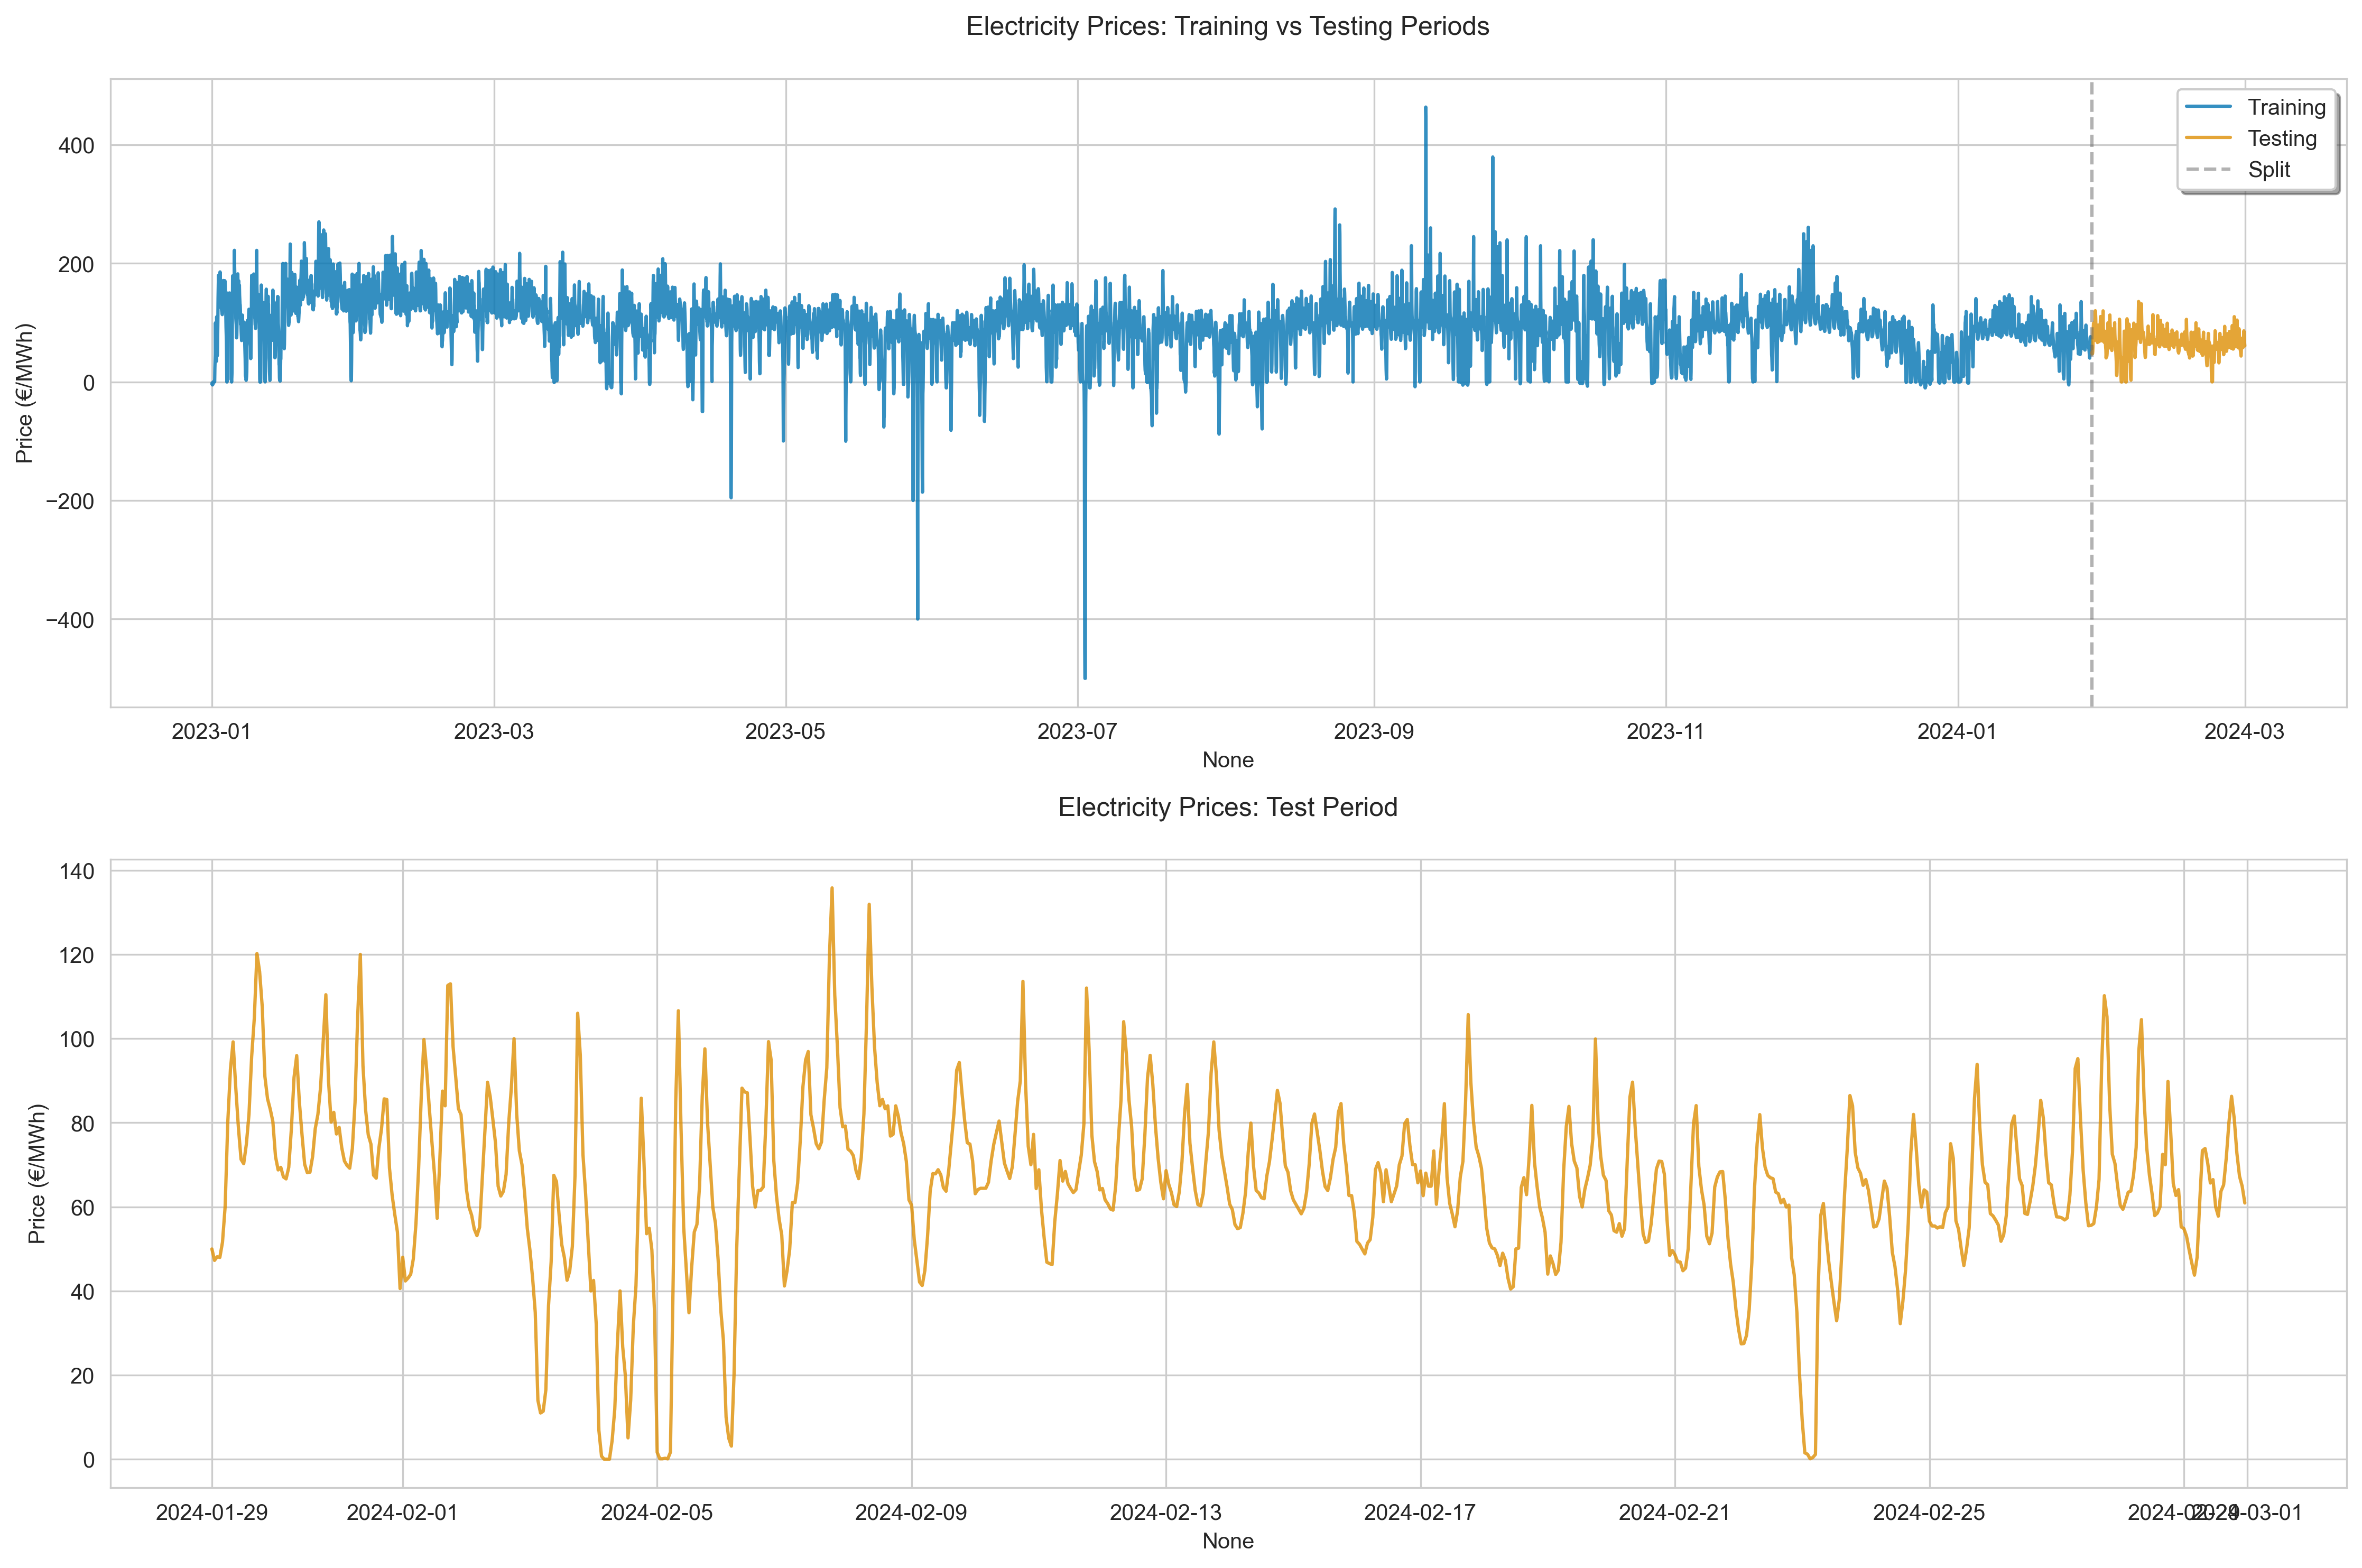 Electricity Prices: Training vs Testing Periods
Training
Testing
Split
400
200
0
−200
−400
Price (€/MWh)
2023-01 2023-03 2023-05 2023-07 2023-09 2023-11 2024-01 2024-03
None
Electricity Prices: Test Period
140
120
100
80
60
40
20
0
Price (€/MWh)
2024-01-29 2024-02-01 2024-02-05 2024-02-09 2024-02-13 2024-02-17 2024-02-21 2024-02-25 2024-02-29 2024-03-01
None